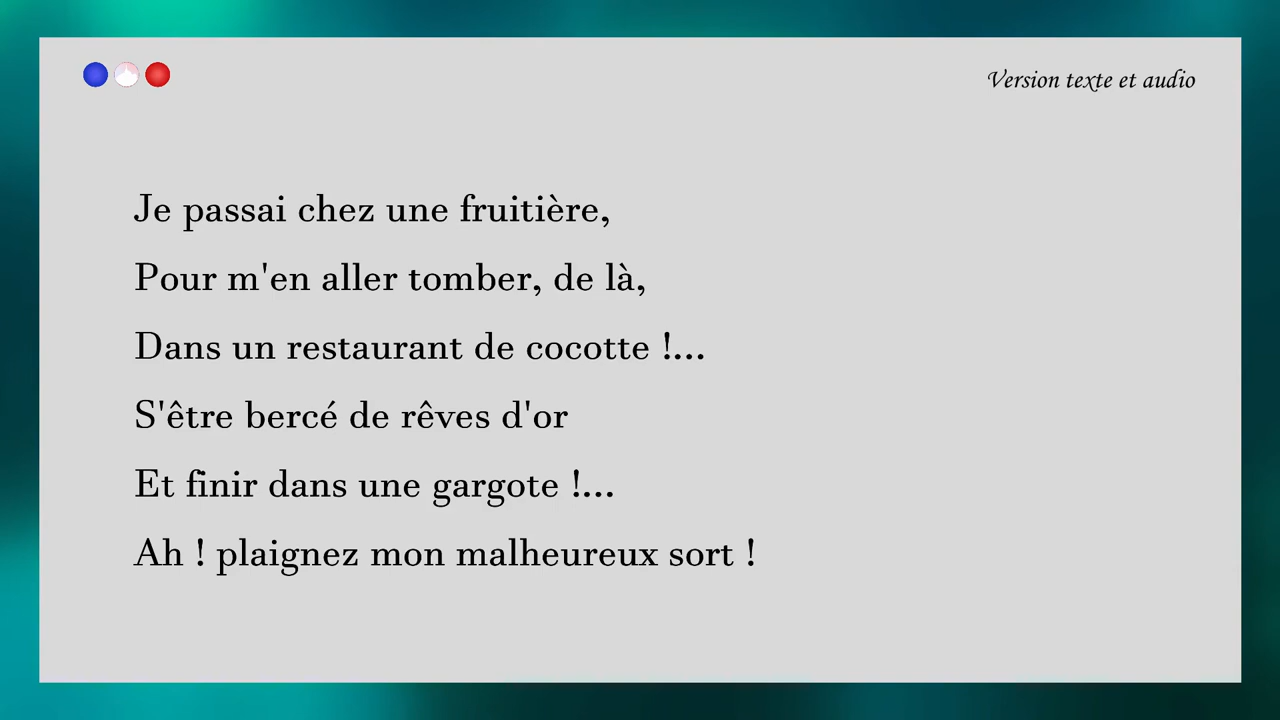 Version texte et audio
Je passai chez une fruitière,
Pour m'en aller tomber, de là,
Dans un restaurant de cocotte !...
S'être bercé de rêves d'or
Et finir dans une gargote !...
Ah ! plaignez mon malheureux sort !